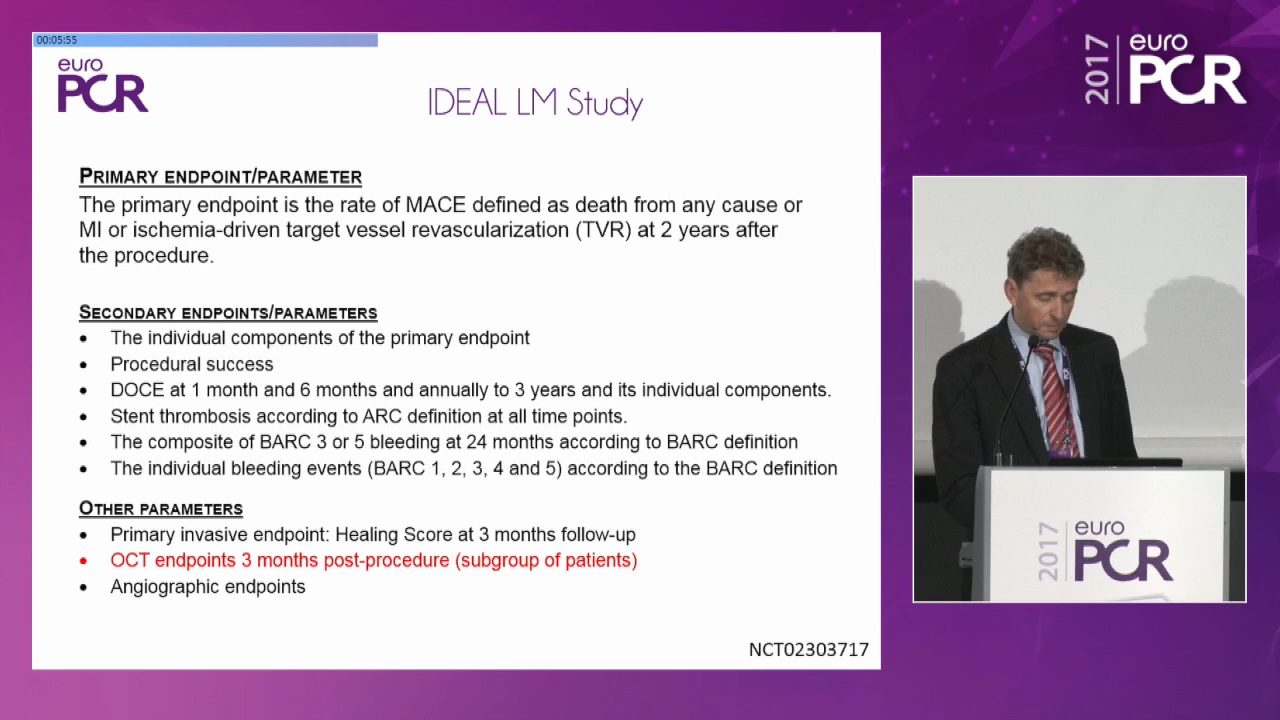 00:05:55
euro
PCR
IDEAL LM Study
PRIMARY ENDPOINT/PARAMETER
The primary endpoint is the rate of MACE defined as death from any cause or
MI or ischemia-driven target vessel revascularization (TVR) at 2 years after
the procedure.
SECONDARY ENDPOINTS/PARAMETERS
• The individual components of the primary endpoint
• Procedural success
• DOCE at 1 month and 6 months and annually to 3 years and its individual components.
• Stent thrombosis according to ARC definition at all time points.
• The composite of BARC 3 or 5 bleeding at 24 months according to BARC definition
• The individual bleeding events (BARC 1, 2, 3, 4 and 5) according to the BARC definition
OTHER PARAMETERS
• Primary invasive endpoint: Healing Score at 3 months follow-up
• OCT endpoints 3 months post-procedure (subgroup of patients)
• Angiographic endpoints
NCT02303717
2017
euro
PCR
2017
euro
PCR